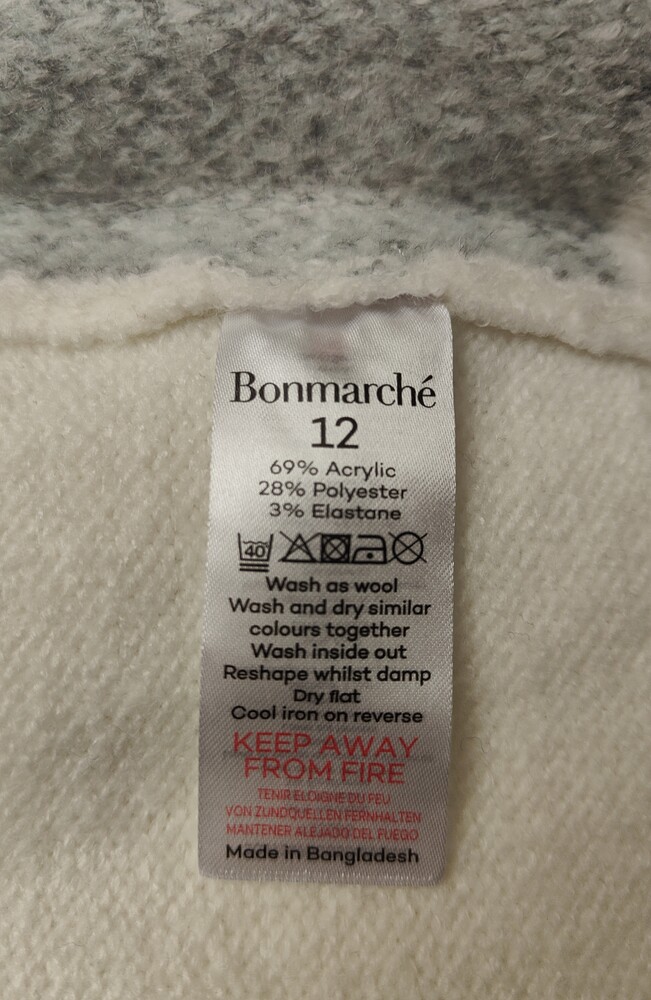 Bonmarché
12
69% Acrylic
28% Polyester
3% Elastane
40
Wash as wool
Wash and dry similar
colours together
Wash inside out
Reshape whilst damp
Dry flat
Cool iron on reverse
KEEP AWAY
FROM FIRE
TENIR ELOIGNE DU FEU
VON ZUNDQUELLEN FERNHALTEN
MANTENER ALEJADO DEL FUEGO
Made in Bangladesh